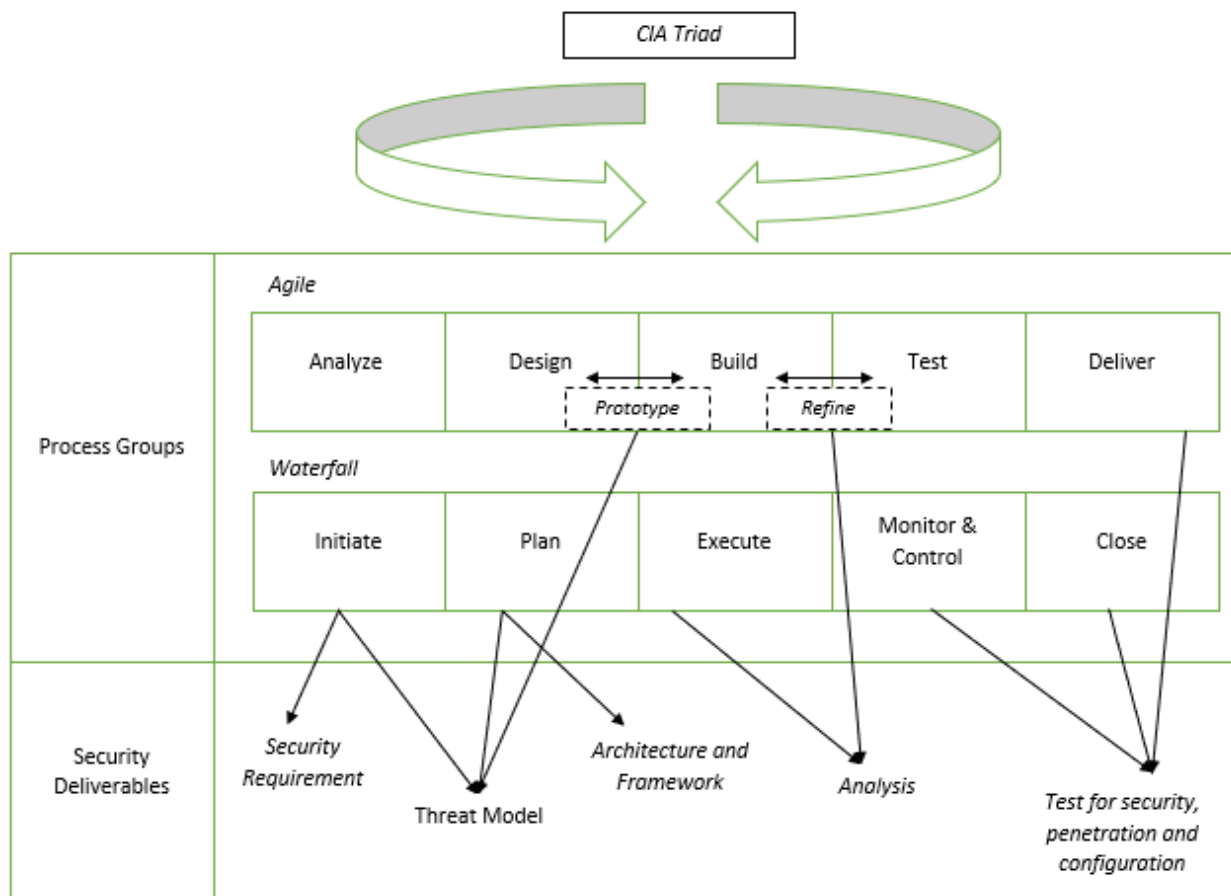 CIA Triad
Agile
Analyze
Design
Build
Test
Deliver
Prototype
Refine
Process Groups
Waterfall
Initiate
Plan
Execute
Monitor &
Control
Close
Security
Deliverables
Security
Requirement
Threat Model
Architecture and
Framework
Analysis
Test for security,
penetration and
configuration